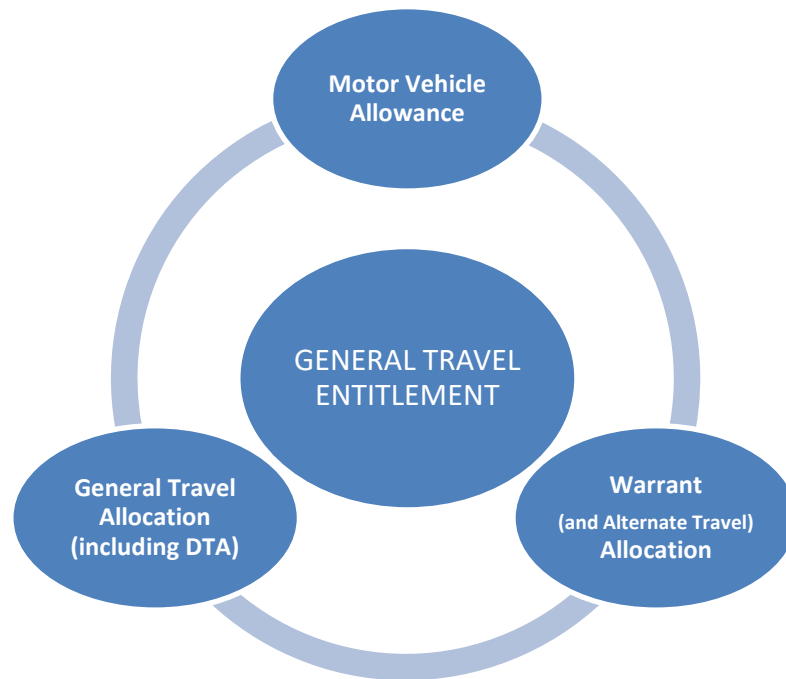 Motor Vehicle
Allowance
GENERAL TRAVEL
ENTITLEMENT
General Travel
Allocation
(including DTA)
Warrant
(and Alternate Travel)
Allocation